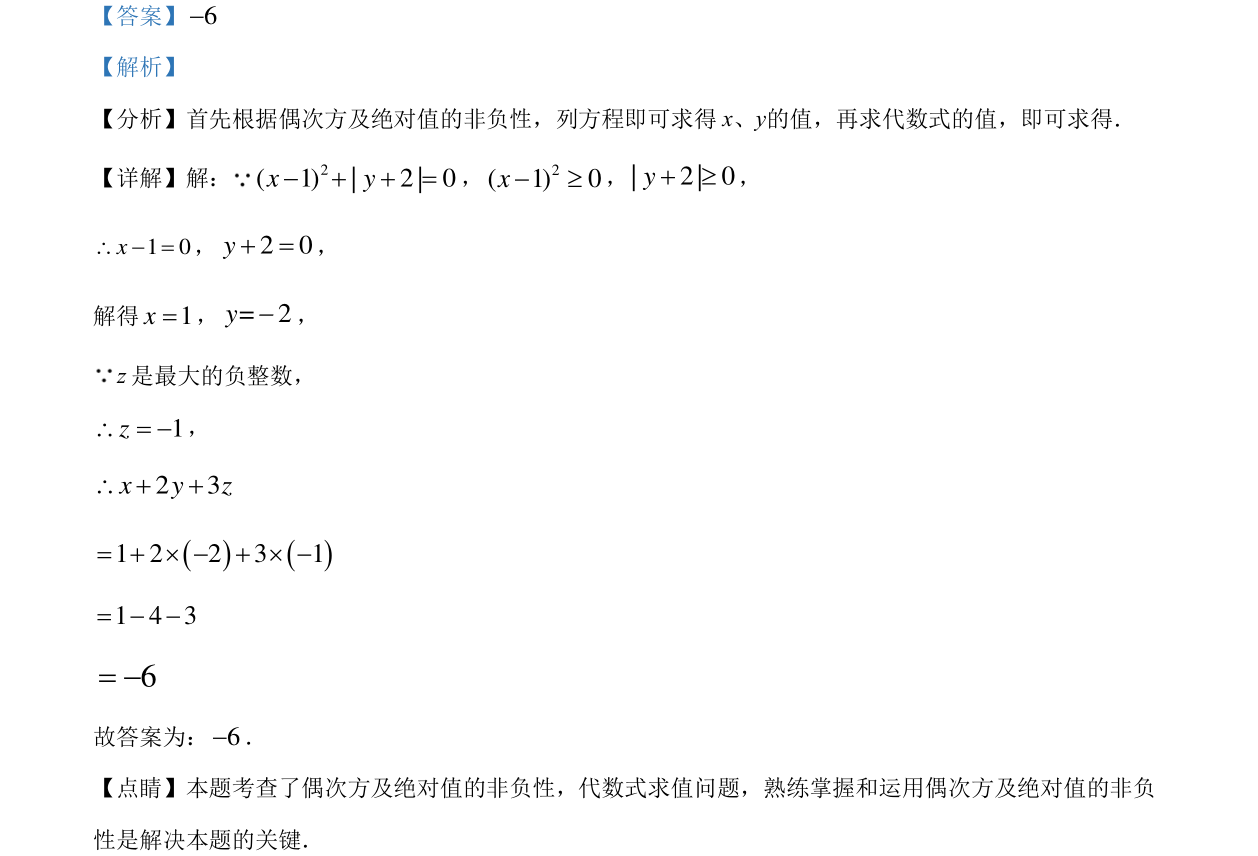 【答案】−6
【解析】
【分析】首先根据偶次方及绝对值的非负性，列方程即可求得 x、y的值，再求代数式的值，即可求得．
【详解】解：∵(x−1)²+|y+2|=0，(x−1)²≥0，|y+2|≥0，
∴x−1=0，y+2=0，
解得x=1，y=−2，
∵z 是最大的负整数，
∴z=−1，
∴x+2y+3z
=1+2×(−2)+3×(−1)
=1−4−3
=−6
故答案为：−6．
【点睛】本题考查了偶次方及绝对值的非负性，代数式求值问题，熟练掌握和运用偶次方及绝对值的非负
性是解决本题的关键．